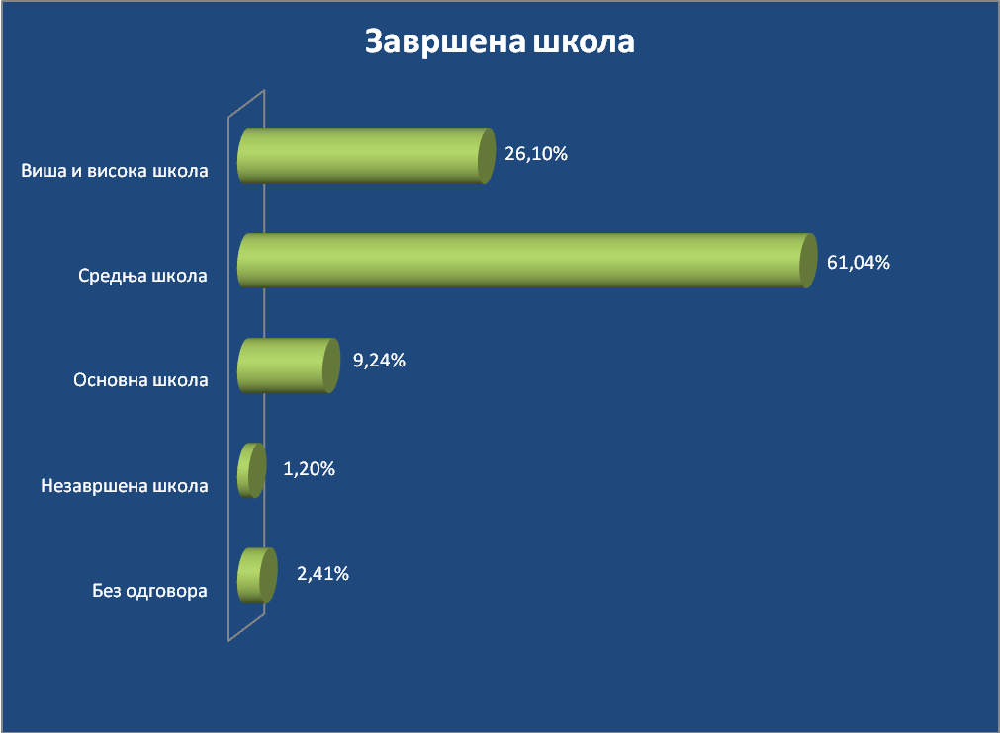 Завршена школа
Виша и висока школа
26,10%
Средња школа
61,04%
Основна школа
9,24%
Незавршена школа
1,20%
Без одговора
2,41%